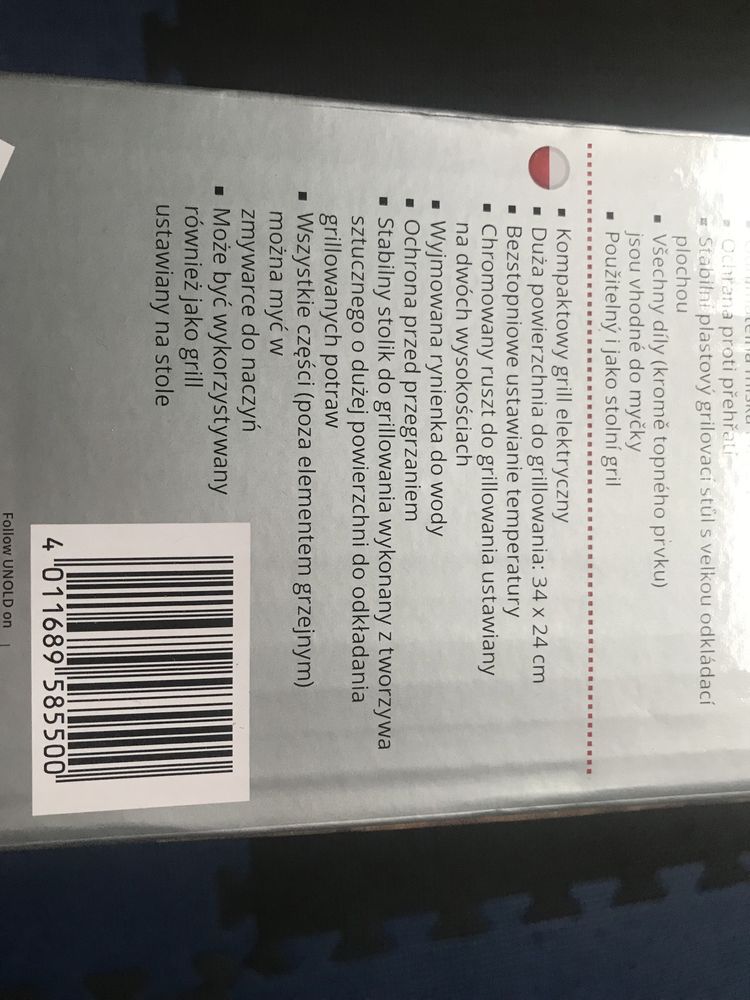 ▪ Ochrana proti přehřátí
▪ Stabilní plastový grilovací stůl s velkou odkládací
plochou
▪ Všechny díly (kromě topného prvku)
jsou vhodné do myčky
▪ Použitelný i jako stolní gril
▪ Kompaktowy grill elektryczny
▪ Duża powierzchnia do grillowania: 34 x 24 cm
▪ Bezstopniowe ustawianie temperatury
▪ Chromowany ruszt do grillowania ustawiany
na dwóch wysokościach
▪ Wyjmowana rynienka do wody
▪ Ochrona przed przegrzaniem
▪ Stabilny stolik do grillowania wykonany z tworzywa
sztucznego o dużej powierzchni do odkładania
grillowanych potraw
▪ Wszystkie części (poza elementem grzejnym)
można myć w
zmywarce do naczyń
▪ Może być wykorzystywany
również jako grill
ustawiany na stole
4 011689 585500
Follow UNOLD on |